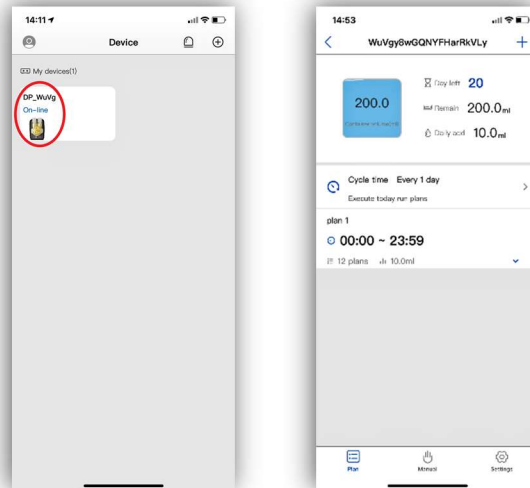 14:11
Device
My devices(1)
DP_WuVg
On-line
14:53
WuVgy8wGQNYFHarRkVLy
200.0
Day left 20
Remain 200.0ml
Daily add 10.0ml
Cycle time Every 1 day
Execute today run plans
plan 1
00:00 ~ 23:59
12 plans 10.0ml
Plan
Manual
Settings